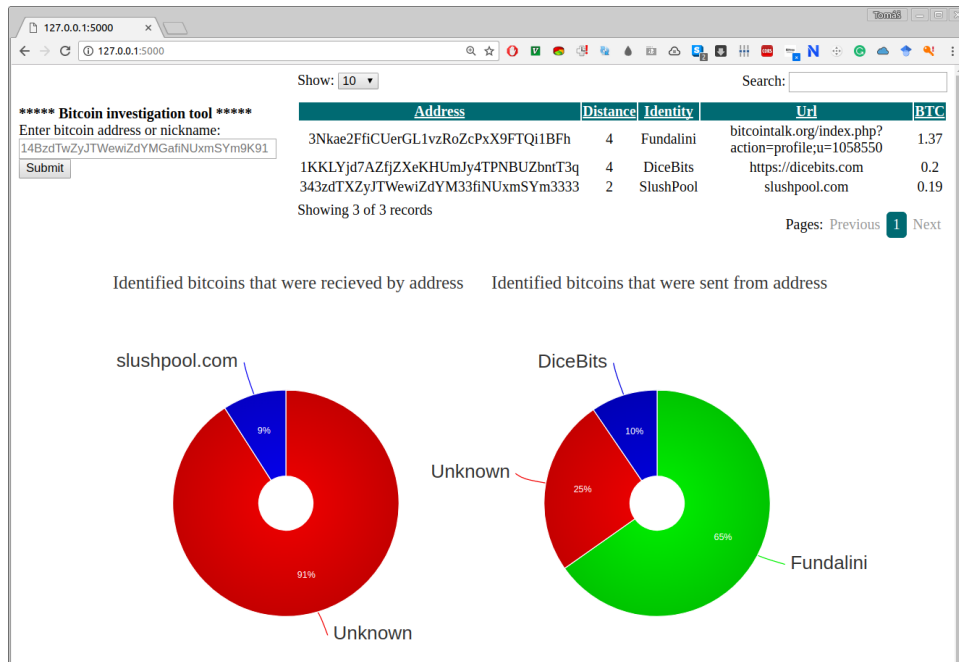 Tomáš
127.0.0.1:5000
127.0.0.1:5000
Show: 10
Search:
***** Bitcoin investigation tool *****
Enter bitcoin address or nickname:
14BzdTwZyJTWewiZdYMGafiNUxmSYm9K91
Submit
Address Distance Identity Url BTC
3Nkae2FfiCUerGL1vzRoZcPxX9FTQi1BFh 4 Fundalini bitcointalk.org/index.php?action=profile;u=1058550 1.37
1KKLYjd7AZfjZXeKHUmJy4TPNBUZbntT3q 4 DiceBits https://dicebits.com 0.2
343zdTXZyJTWewiZdYM33fiNUxmSYm3333 2 SlushPool slushpool.com 0.19
Showing 3 of 3 records
Pages: Previous 1 Next
Identified bitcoins that were recieved by address
Identified bitcoins that were sent from address
slushpool.com
9%
91%
Unknown
DiceBits
10%
Unknown
25%
65%
Fundalini